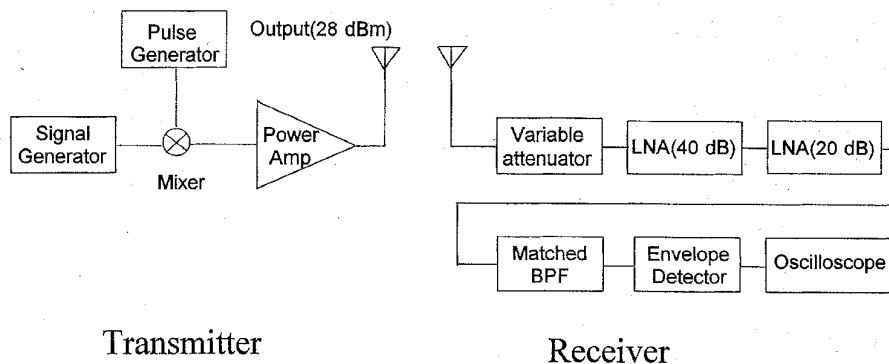 Pulse
Generator
Output(28 dBm)
Signal
Generator
Mixer
Power
Amp
Variable
attenuator
LNA(40 dB)
LNA(20 dB)
Matched
BPF
Envelope
Detector
Oscilloscope
Transmitter
Receiver